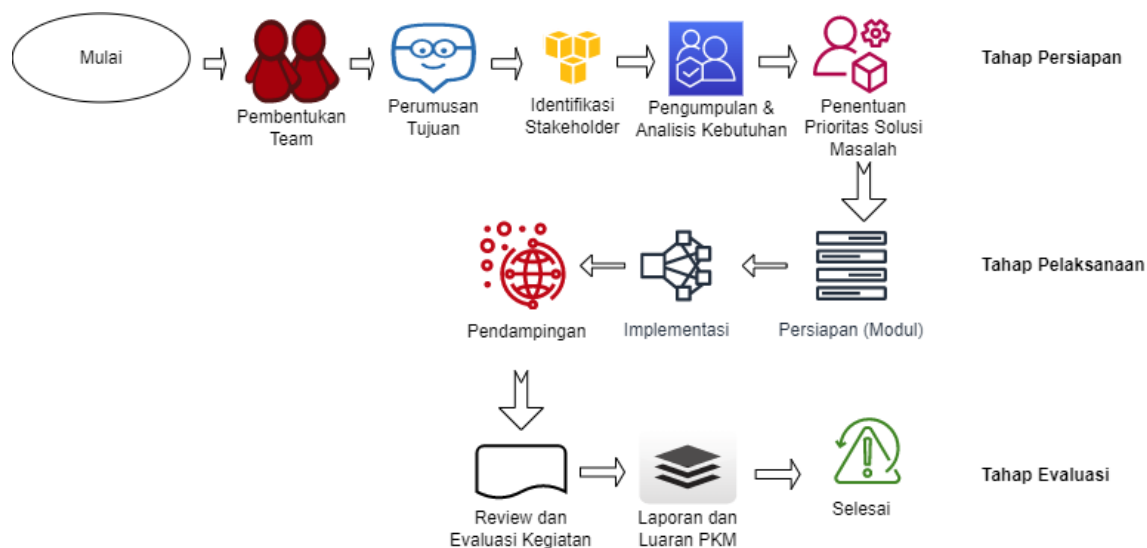 Mulai
Pembentukan
Team
Perumusan
Tujuan
Identifikasi
Stakeholder
Pengumpulan &
Analisis Kebutuhan
Penentuan
Prioritas Solusi
Masalah
Tahap Persiapan
Pendampingan
Implementasi
Persiapan (Modul)
Tahap Pelaksanaan
Review dan
Evaluasi Kegiatan
Laporan dan
Luaran PKM
Selesai
Tahap Evaluasi